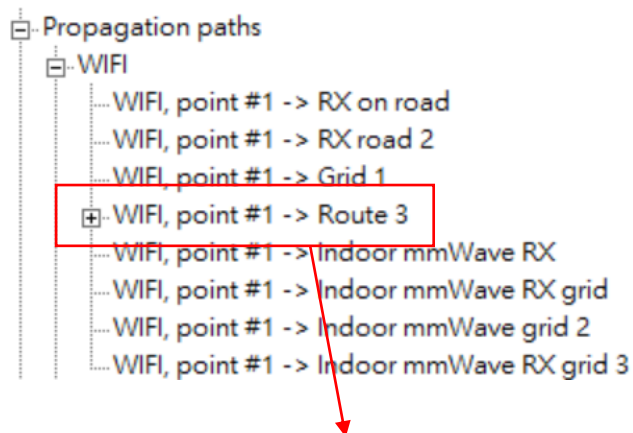 Propagation paths
WIFI
WIFI, point #1 -> RX on road
WIFI, point #1 -> RX road 2
WIFI, point #1 -> Grid 1
WIFI, point #1 -> Route 3
WIFI, point #1 -> Indoor mmWave RX
WIFI, point #1 -> Indoor mmWave RX grid
WIFI, point #1 -> Indoor mmWave grid 2
WIFI, point #1 -> Indoor mmWave RX grid 3